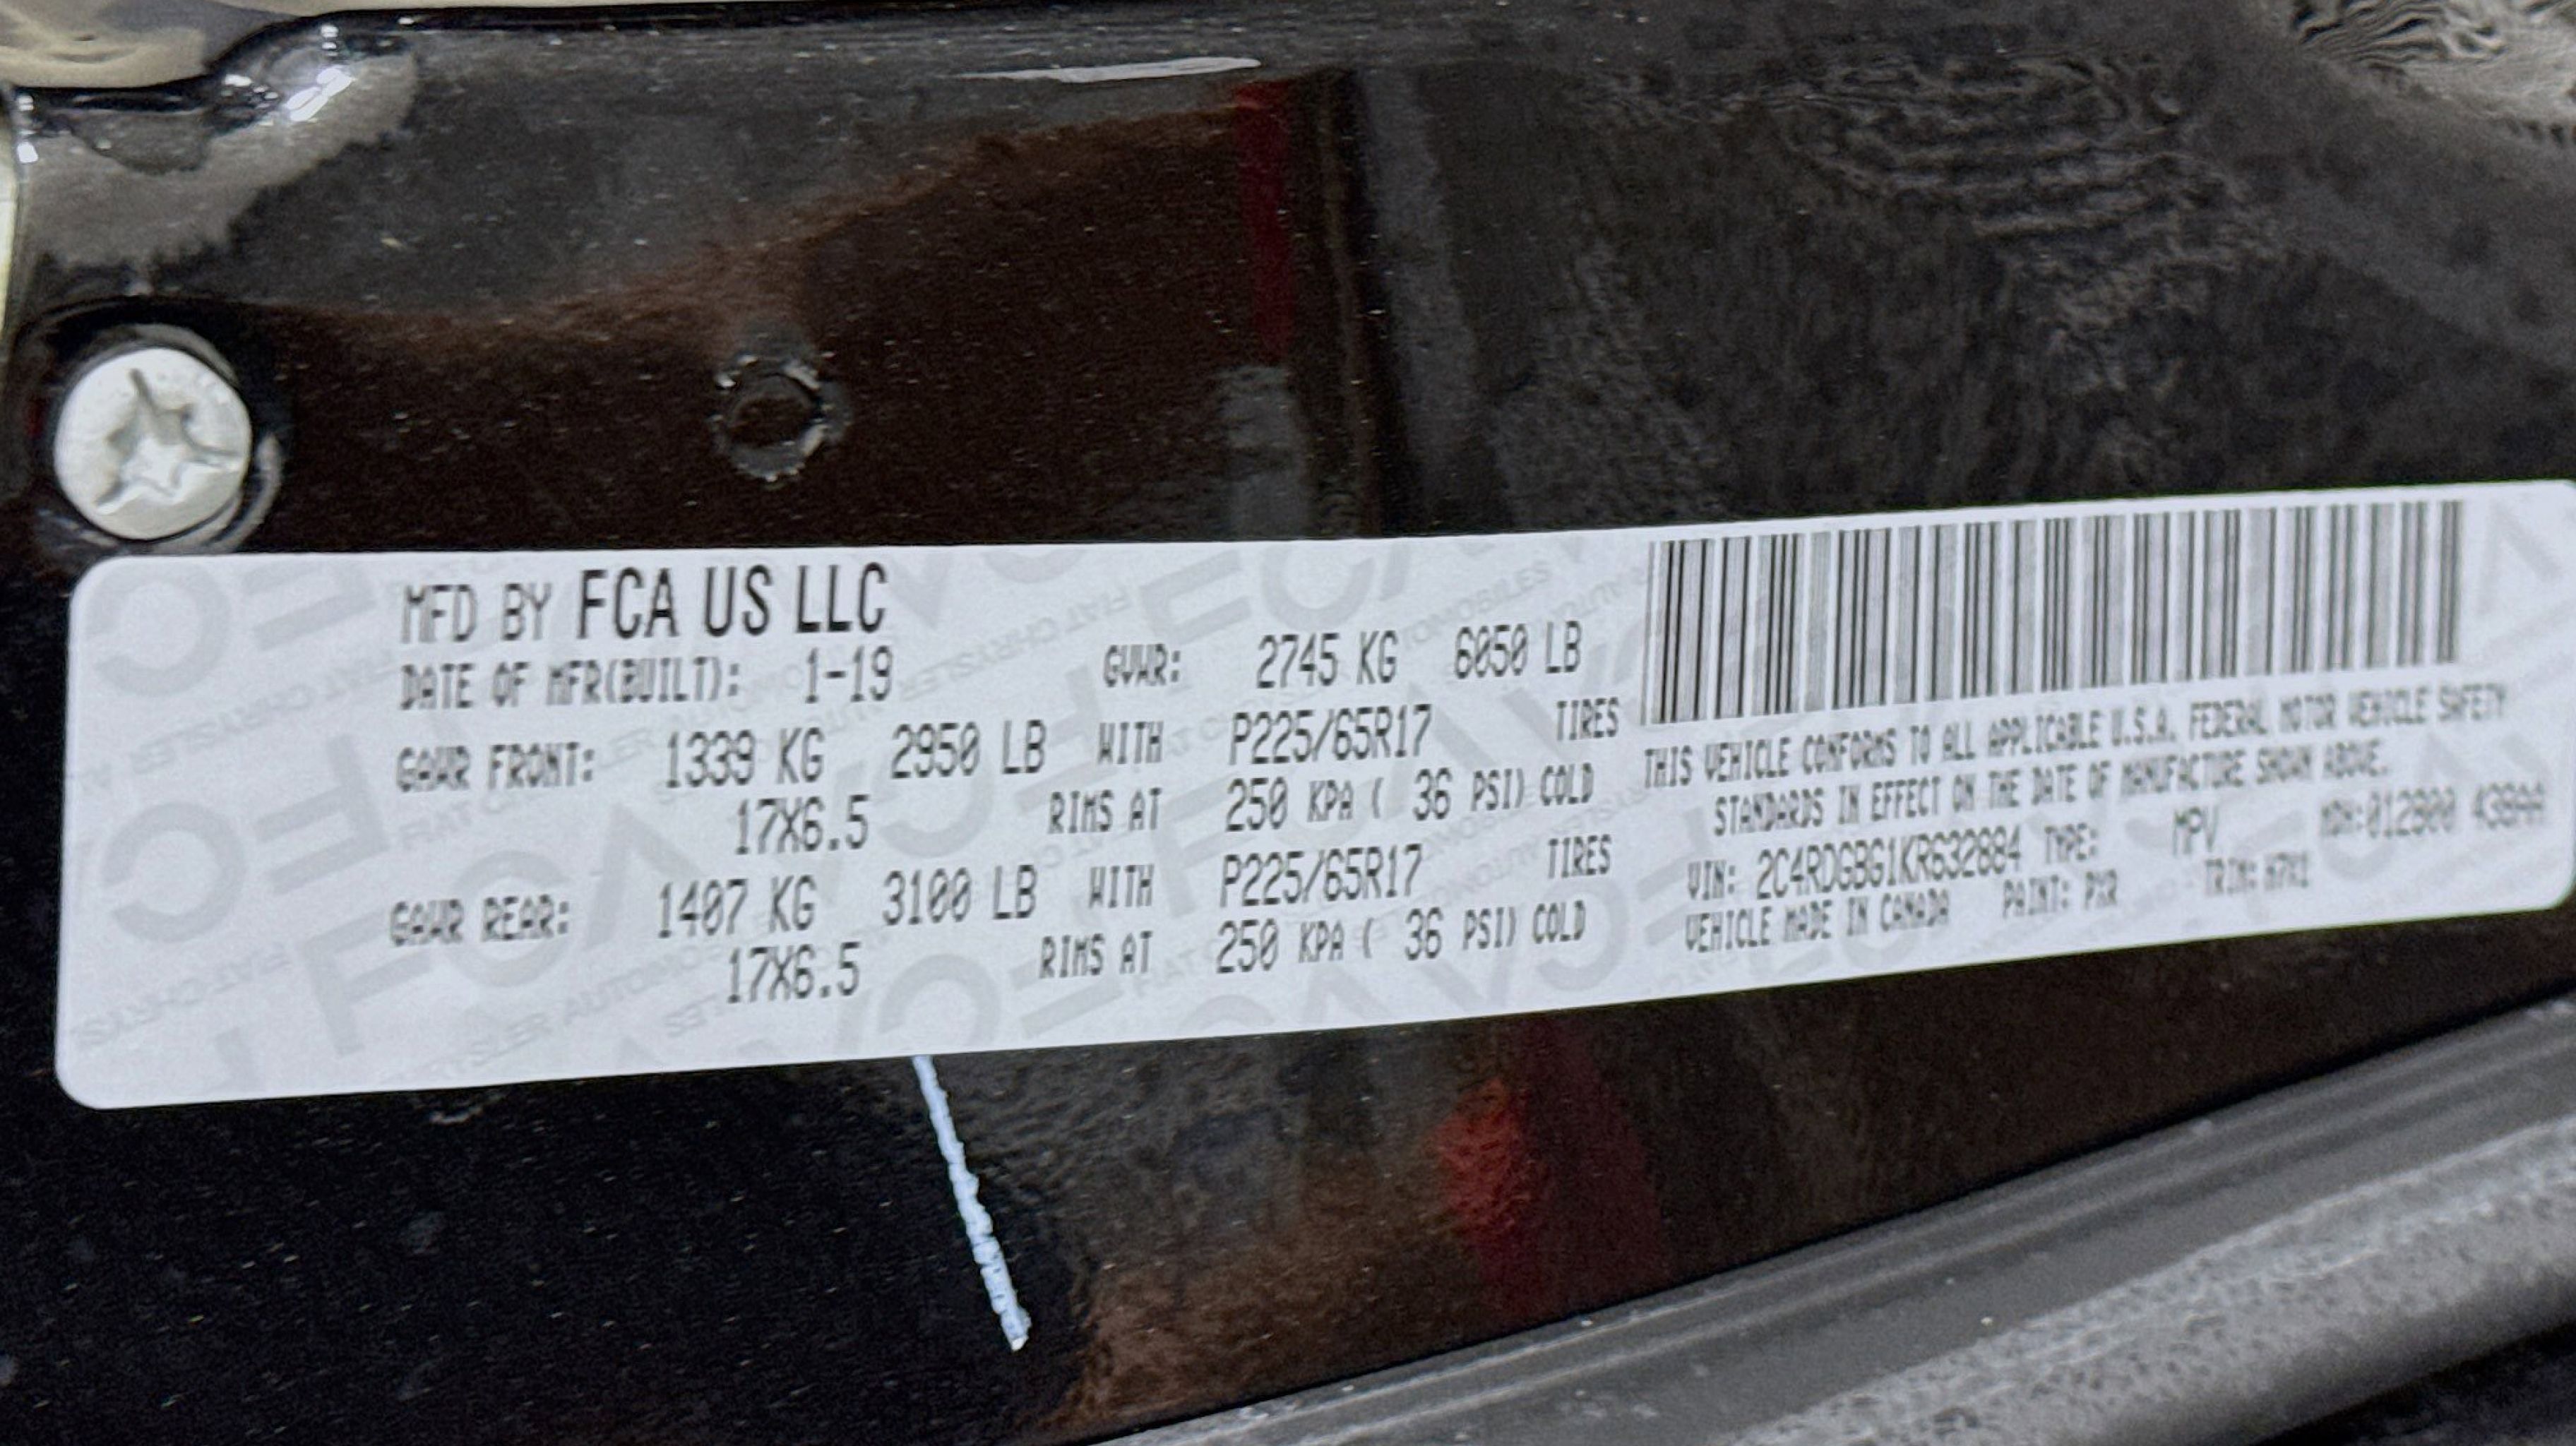 MFD BY FCA US LLC
DATE OF MFR(BUILT): 1-19 GVWR: 2745 KG 6050 LB
GAWR FRONT: 1339 KG 2950 LB WITH P225/65R17 TIRES
17X6.5 RIMS AT 250 KPA ( 36 PSI) COLD
GAWR REAR: 1407 KG 3100 LB WITH P225/65R17 TIRES
17X6.5 RIMS AT 250 KPA ( 36 PSI) COLD
THIS VEHICLE CONFORMS TO ALL APPLICABLE U.S.A. FEDERAL MOTOR VEHICLE SAFETY
STANDARDS IN EFFECT ON THE DATE OF MANUFACTURE SHOWN ABOVE.
VIN: 2C4RDGBG1KR632884 TYPE: MPV MDH:012800 438AA
VEHICLE MADE IN CANADA PAINT: PXR TRIM: